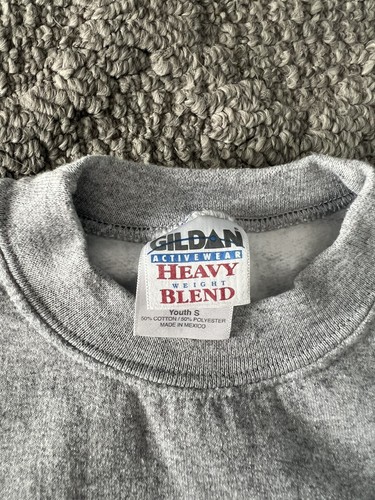 GILDAN
ACTIVEWEAR
HEAVY
WEIGHT
BLEND
Youth S
50% COTTON / 50% POLYESTER
MADE IN MEXICO